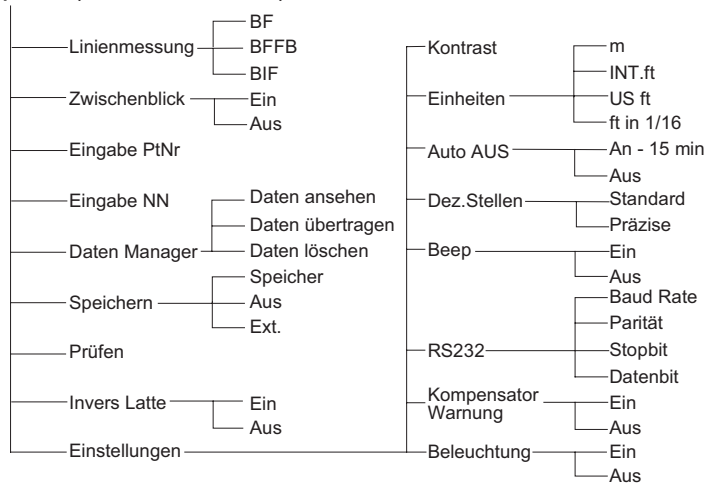 Linienmessung
BF
BFFB
BIF
Zwischenblick
Ein
Aus
Eingabe PtNr
Eingabe NN
Daten Manager
Daten ansehen
Daten übertragen
Daten löschen
Speichern
Speicher
Aus
Ext.
Prüfen
Invers Latte
Ein
Aus
Einstellungen
Kontrast
Einheiten
m
INT.ft
US ft
ft in 1/16
Auto AUS
An - 15 min
Aus
Dez.Stellen
Standard
Präzise
Beep
Ein
Aus
RS232
Baud Rate
Parität
Stopbit
Datenbit
Kompensator
Warnung
Ein
Aus
Beleuchtung
Ein
Aus